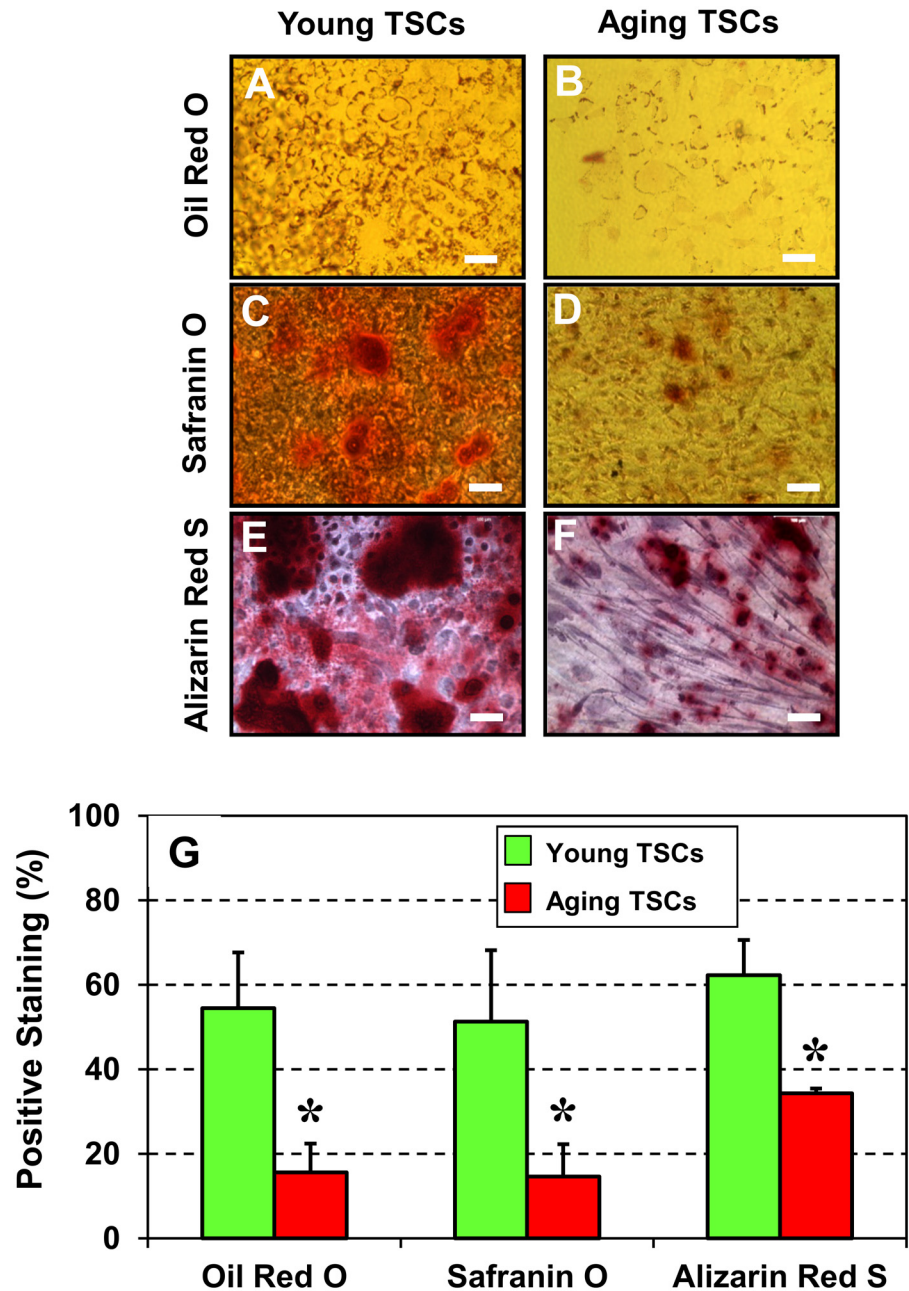 Young TSCs Aging TSCs
Oil Red O
A B
Safranin O
C D
Alizarin Red S
E F
100
80
60
40
20
0
Positive Staining (%)
G
Young TSCs
Aging TSCs
* * *
Oil Red O Safranin O Alizarin Red S